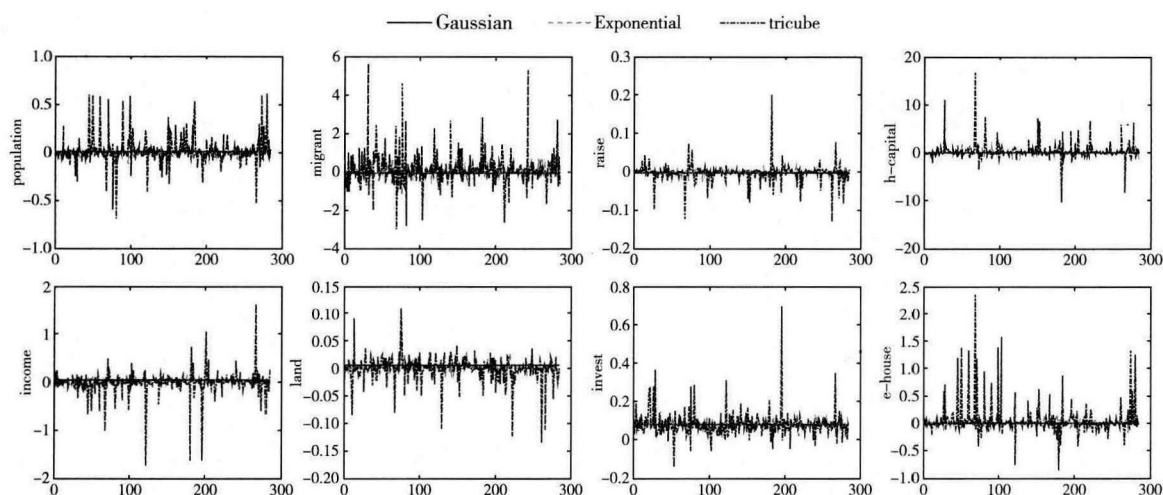 Gaussian Exponential tricube
1.0 6 0.3 20
0.5 4 0.2 10
0 2 0.1 0
−0.5 0 0 −10
−1.0 −2 −0.1 −20
−4 −0.2
population migrant raise h-capital
0 100 200 300 0 100 200 300 0 100 200 300 0 100 200 300
2 0.15 0.8 2.5
1 0.10 0.6 2.0
0 0.05 0.4 1.5
−1 0.00 0.2 1.0
−2 −0.05 0 0.5
−0.10 −0.2 0
−0.15 −0.5
−0.20 −1.0
income land invest e-house
0 100 200 300 0 100 200 300 0 100 200 300 0 100 200 300